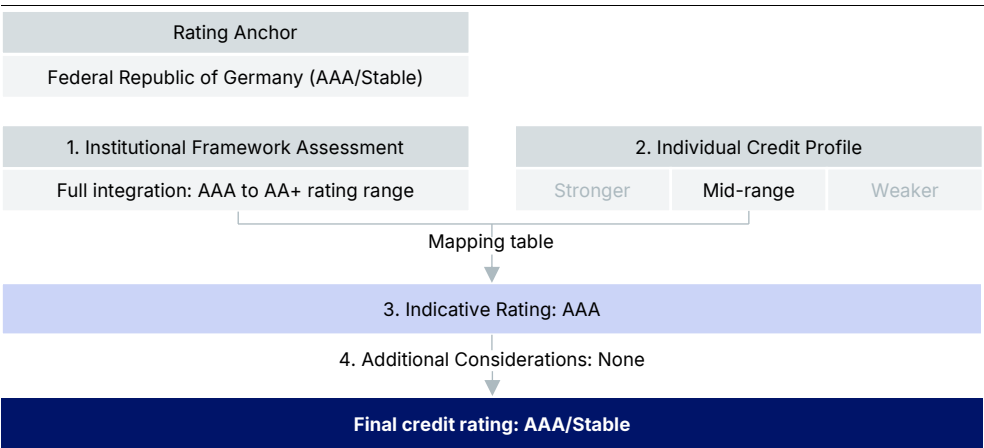 Rating Anchor
Federal Republic of Germany (AAA/Stable)
1. Institutional Framework Assessment
Full integration: AAA to AA+ rating range
2. Individual Credit Profile
Stronger Mid-range Weaker
Mapping table
3. Indicative Rating: AAA
4. Additional Considerations: None
Final credit rating: AAA/Stable